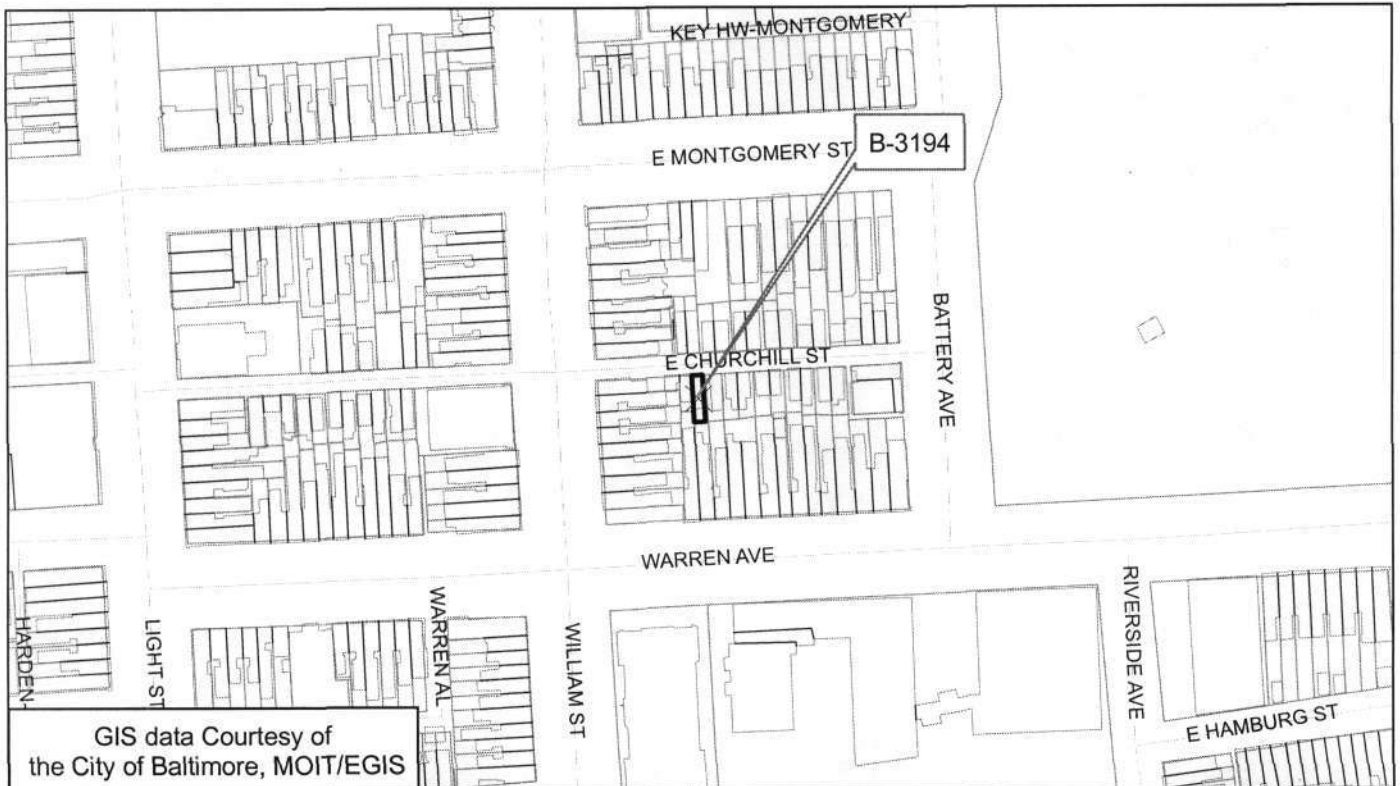 KEY HW-MONTGOMERY
E MONTGOMERY ST
B-3194
E CHURCHILL ST
BATTERY AVE
WARREN AVE
HARDEN-
LIGHT ST
WARREN AL
WILLIAM ST
RIVERSIDE AVE
E HAMBURG ST
GIS data Courtesy of
the City of Baltimore, MOIT/EGIS